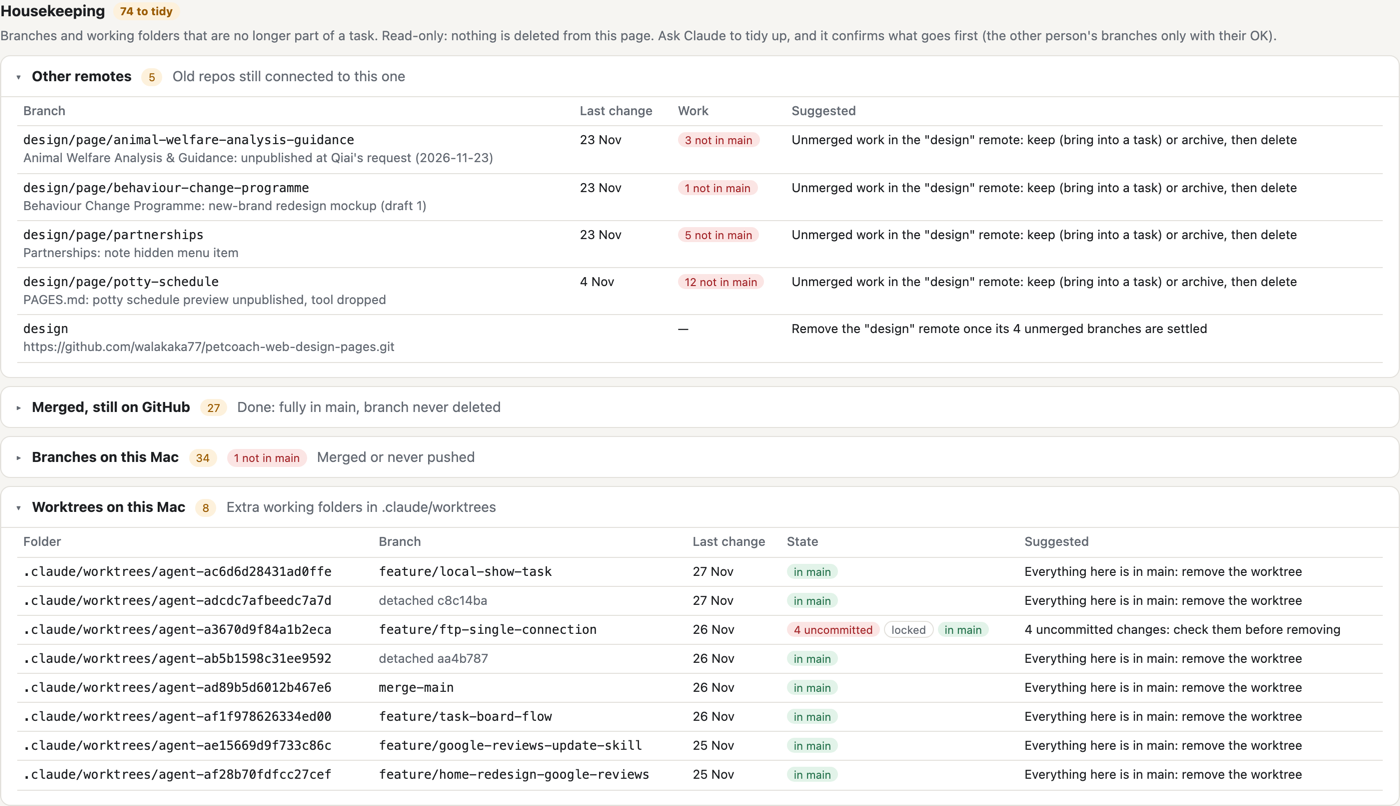 Housekeeping 74 to tidy
Branches and working folders that are no longer part of a task. Read-only: nothing is deleted from this page. Ask Claude to tidy up, and it confirms what goes first (the other person's branches only with their OK).
Other remotes 5 Old repos still connected to this one
Branch Last change Work Suggested
design/page/animal-welfare-analysis-guidance 23 Nov 3 not in main Unmerged work in the "design" remote: keep (bring into a task) or archive, then delete
Animal Welfare Analysis & Guidance: unpublished at Qiai's request (2026-11-23)
design/page/behaviour-change-programme 23 Nov 1 not in main Unmerged work in the "design" remote: keep (bring into a task) or archive, then delete
Behaviour Change Programme: new-brand redesign mockup (draft 1)
design/page/partnerships 23 Nov 5 not in main Unmerged work in the "design" remote: keep (bring into a task) or archive, then delete
Partnerships: note hidden menu item
design/page/potty-schedule 4 Nov 12 not in main Unmerged work in the "design" remote: keep (bring into a task) or archive, then delete
PAGES.md: potty schedule preview unpublished, tool dropped
design — Remove the "design" remote once its 4 unmerged branches are settled
https://github.com/walakaka77/petcoach-web-design-pages.git
Merged, still on GitHub 27 Done: fully in main, branch never deleted
Branches on this Mac 34 1 not in main Merged or never pushed
Worktrees on this Mac 8 Extra working folders in .claude/worktrees
Folder Branch Last change State Suggested
.claude/worktrees/agent-ac6d6d28431ad0ffe feature/local-show-task 27 Nov in main Everything here is in main: remove the worktree
.claude/worktrees/agent-adcdc7afbeedc7a7d detached c8c14ba 27 Nov in main Everything here is in main: remove the worktree
.claude/worktrees/agent-a3670d9f84a1b2eca feature/ftp-single-connection 26 Nov 4 uncommitted locked in main 4 uncommitted changes: check them before removing
.claude/worktrees/agent-ab5b1598c31ee9592 detached aa4b787 26 Nov in main Everything here is in main: remove the worktree
.claude/worktrees/agent-ad89b5d6012b467e6 merge-main 26 Nov in main Everything here is in main: remove the worktree
.claude/worktrees/agent-af1f978626334ed00 feature/task-board-flow 26 Nov in main Everything here is in main: remove the worktree
.claude/worktrees/agent-ae15669d9f733c86c feature/google-reviews-update-skill 25 Nov in main Everything here is in main: remove the worktree
.claude/worktrees/agent-af28b70fdfcc27cef feature/home-redesign-google-reviews 25 Nov in main Everything here is in main: remove the worktree